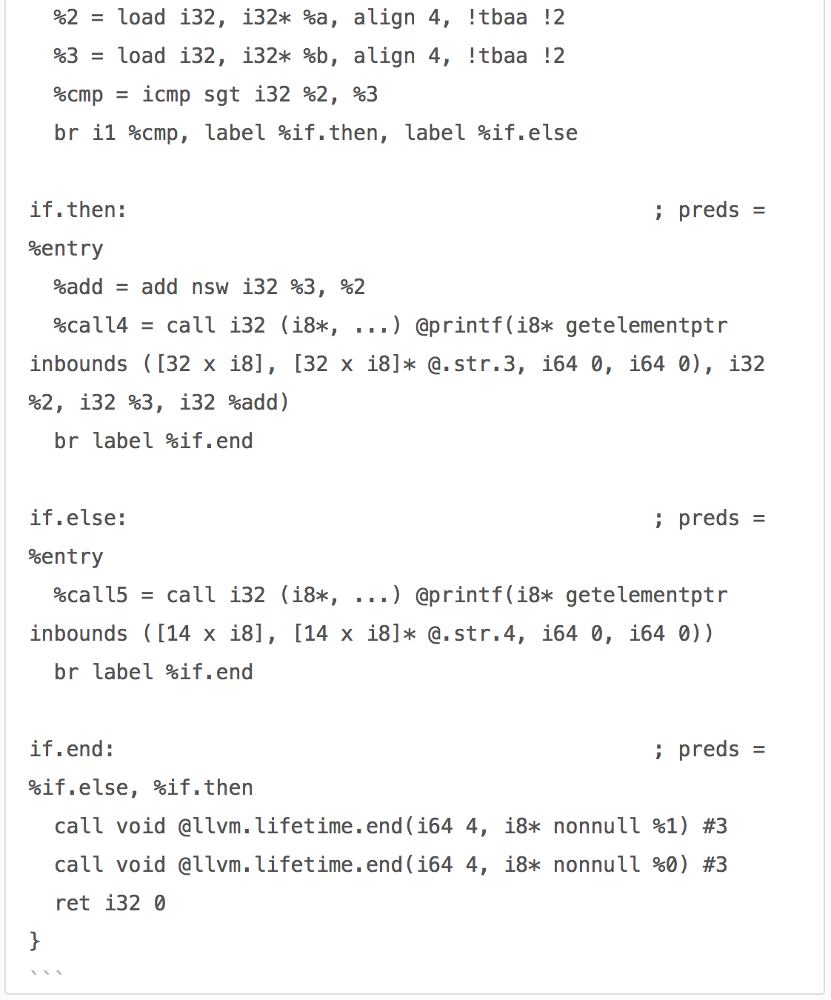 %2 = load i32, i32* %a, align 4, !tbaa !2
%3 = load i32, i32* %b, align 4, !tbaa !2
%cmp = icmp sgt i32 %2, %3
br i1 %cmp, label %if.then, label %if.else
if.then: ; preds =
%entry
%add = add nsw i32 %3, %2
%call4 = call i32 (i8*, ...) @printf(i8* getelementptr
inbounds ([32 x i8], [32 x i8]* @.str.3, i64 0, i64 0), i32
%2, i32 %3, i32 %add)
br label %if.end
if.else: ; preds =
%entry
%call5 = call i32 (i8*, ...) @printf(i8* getelementptr
inbounds ([14 x i8], [14 x i8]* @.str.4, i64 0, i64 0))
br label %if.end
if.end: ; preds =
%if.else, %if.then
call void @llvm.lifetime.end(i64 4, i8* nonnull %1) #3
call void @llvm.lifetime.end(i64 4, i8* nonnull %0) #3
ret i32 0
}
```